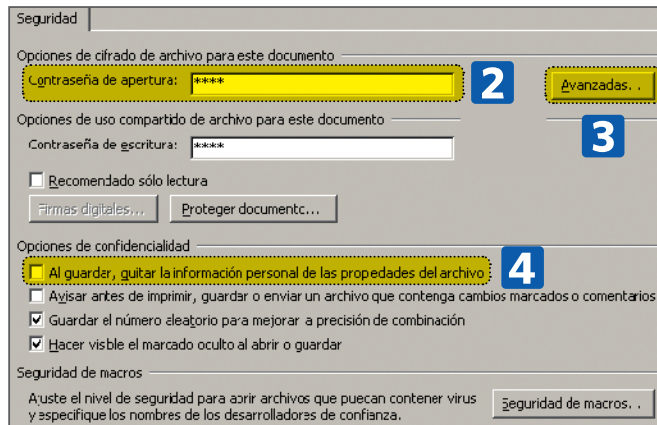 Seguridad
Opciones de cifrado de archivo para este documento
Contraseña de apertura: ****
2
Avanzadas. .
3
Opciones de uso compartido de archivo para este documento
Contraseña de escritura: ****
Recomendado sólo lectura
Firmas digitales...
Proteger documentc...
Opciones de confidencialidad
Al guardar, quitar la información personal de las propedades del archivo
4
Avisar antes de imprimir, guardar o enviar un archivo que contenga cambios marcados o comentarios
Guardar el número aleatorio para mejorar a precisión de combinación
Hacer visble el marcado oculto al abrir o guardar
Seguridad de macros
Ajuste el nivel de seguridad para aorir archivos que puecan contener virus
y especifique los nombres de los desarrolladores de confianza.
Seguridad de macros. .